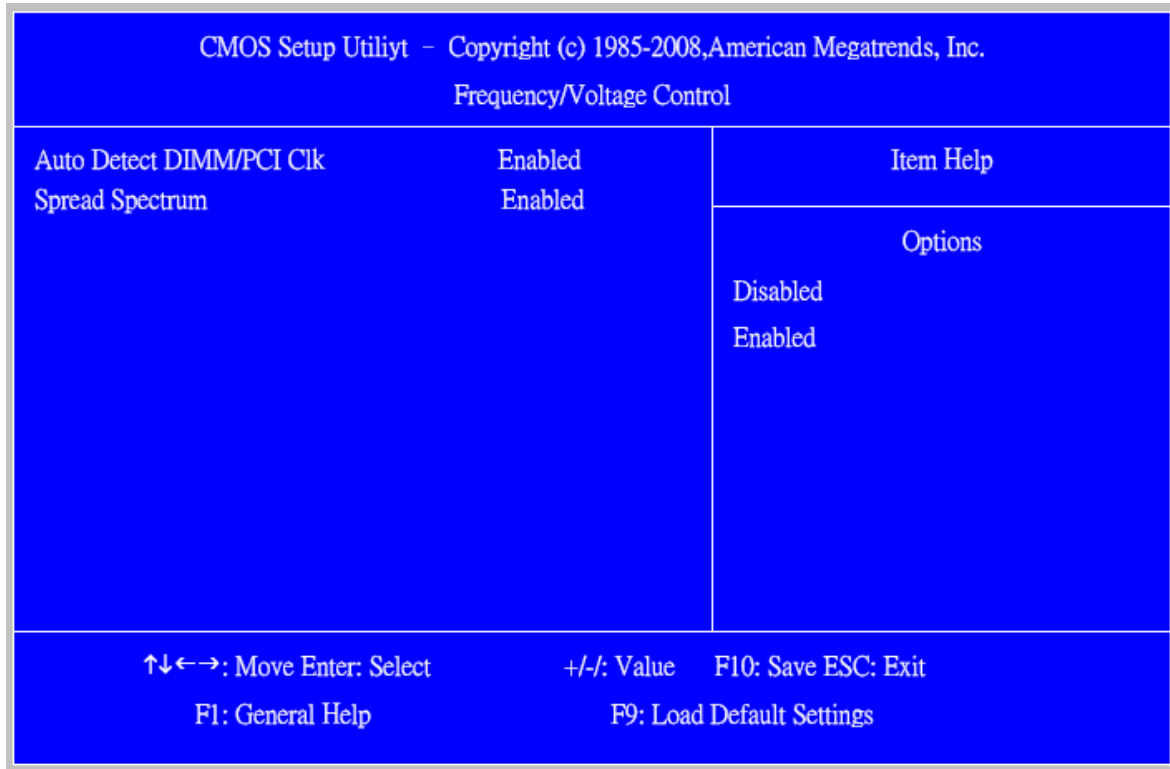 CMOS Setup Utiliyt – Copyright (c) 1985-2008,American Megatrends, Inc.
Frequency/Voltage Control
Auto Detect DIMM/PCI Clk Enabled
Spread Spectrum Enabled
Item Help
Options
Disabled
Enabled
↑↓←→: Move Enter: Select +/-/: Value F10: Save ESC: Exit
F1: General Help F9: Load Default Settings